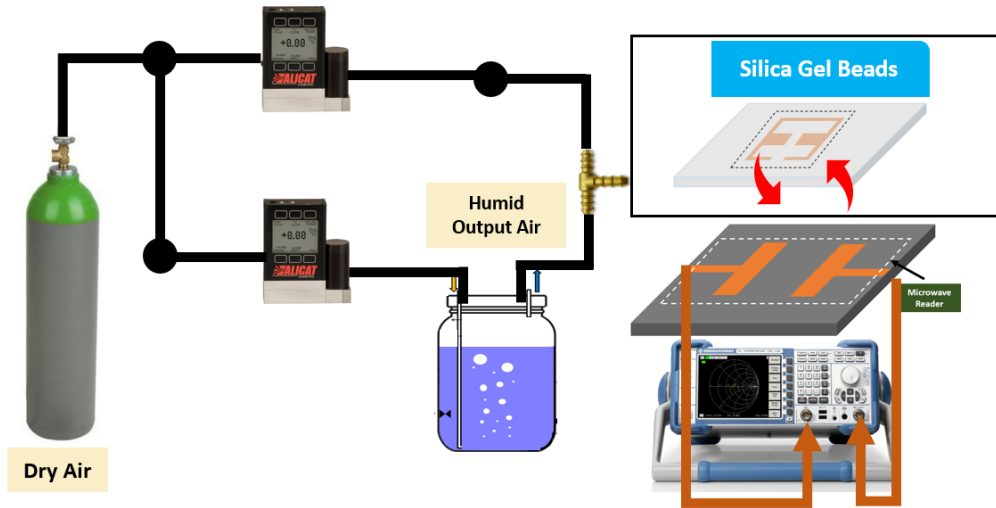 +0.00
ALICAT
Silica Gel Beads
+0.00
ALICAT
Humid
Output Air
Microwave
Reader
Dry Air